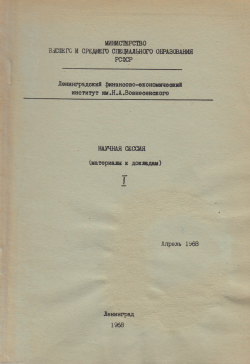 МИНИСТЕРСТВО
ВЫСШЕГО И СРЕДНЕГО СПЕЦИАЛЬНОГО ОБРАЗОВАНИЯ
РСФСР
Ленинградский финансово-экономический
институт им.Н.А.Вознесенского
НАУЧНАЯ СЕССИЯ
(материалы к докладам)
I
Апрель 1968
Ленинград
1968